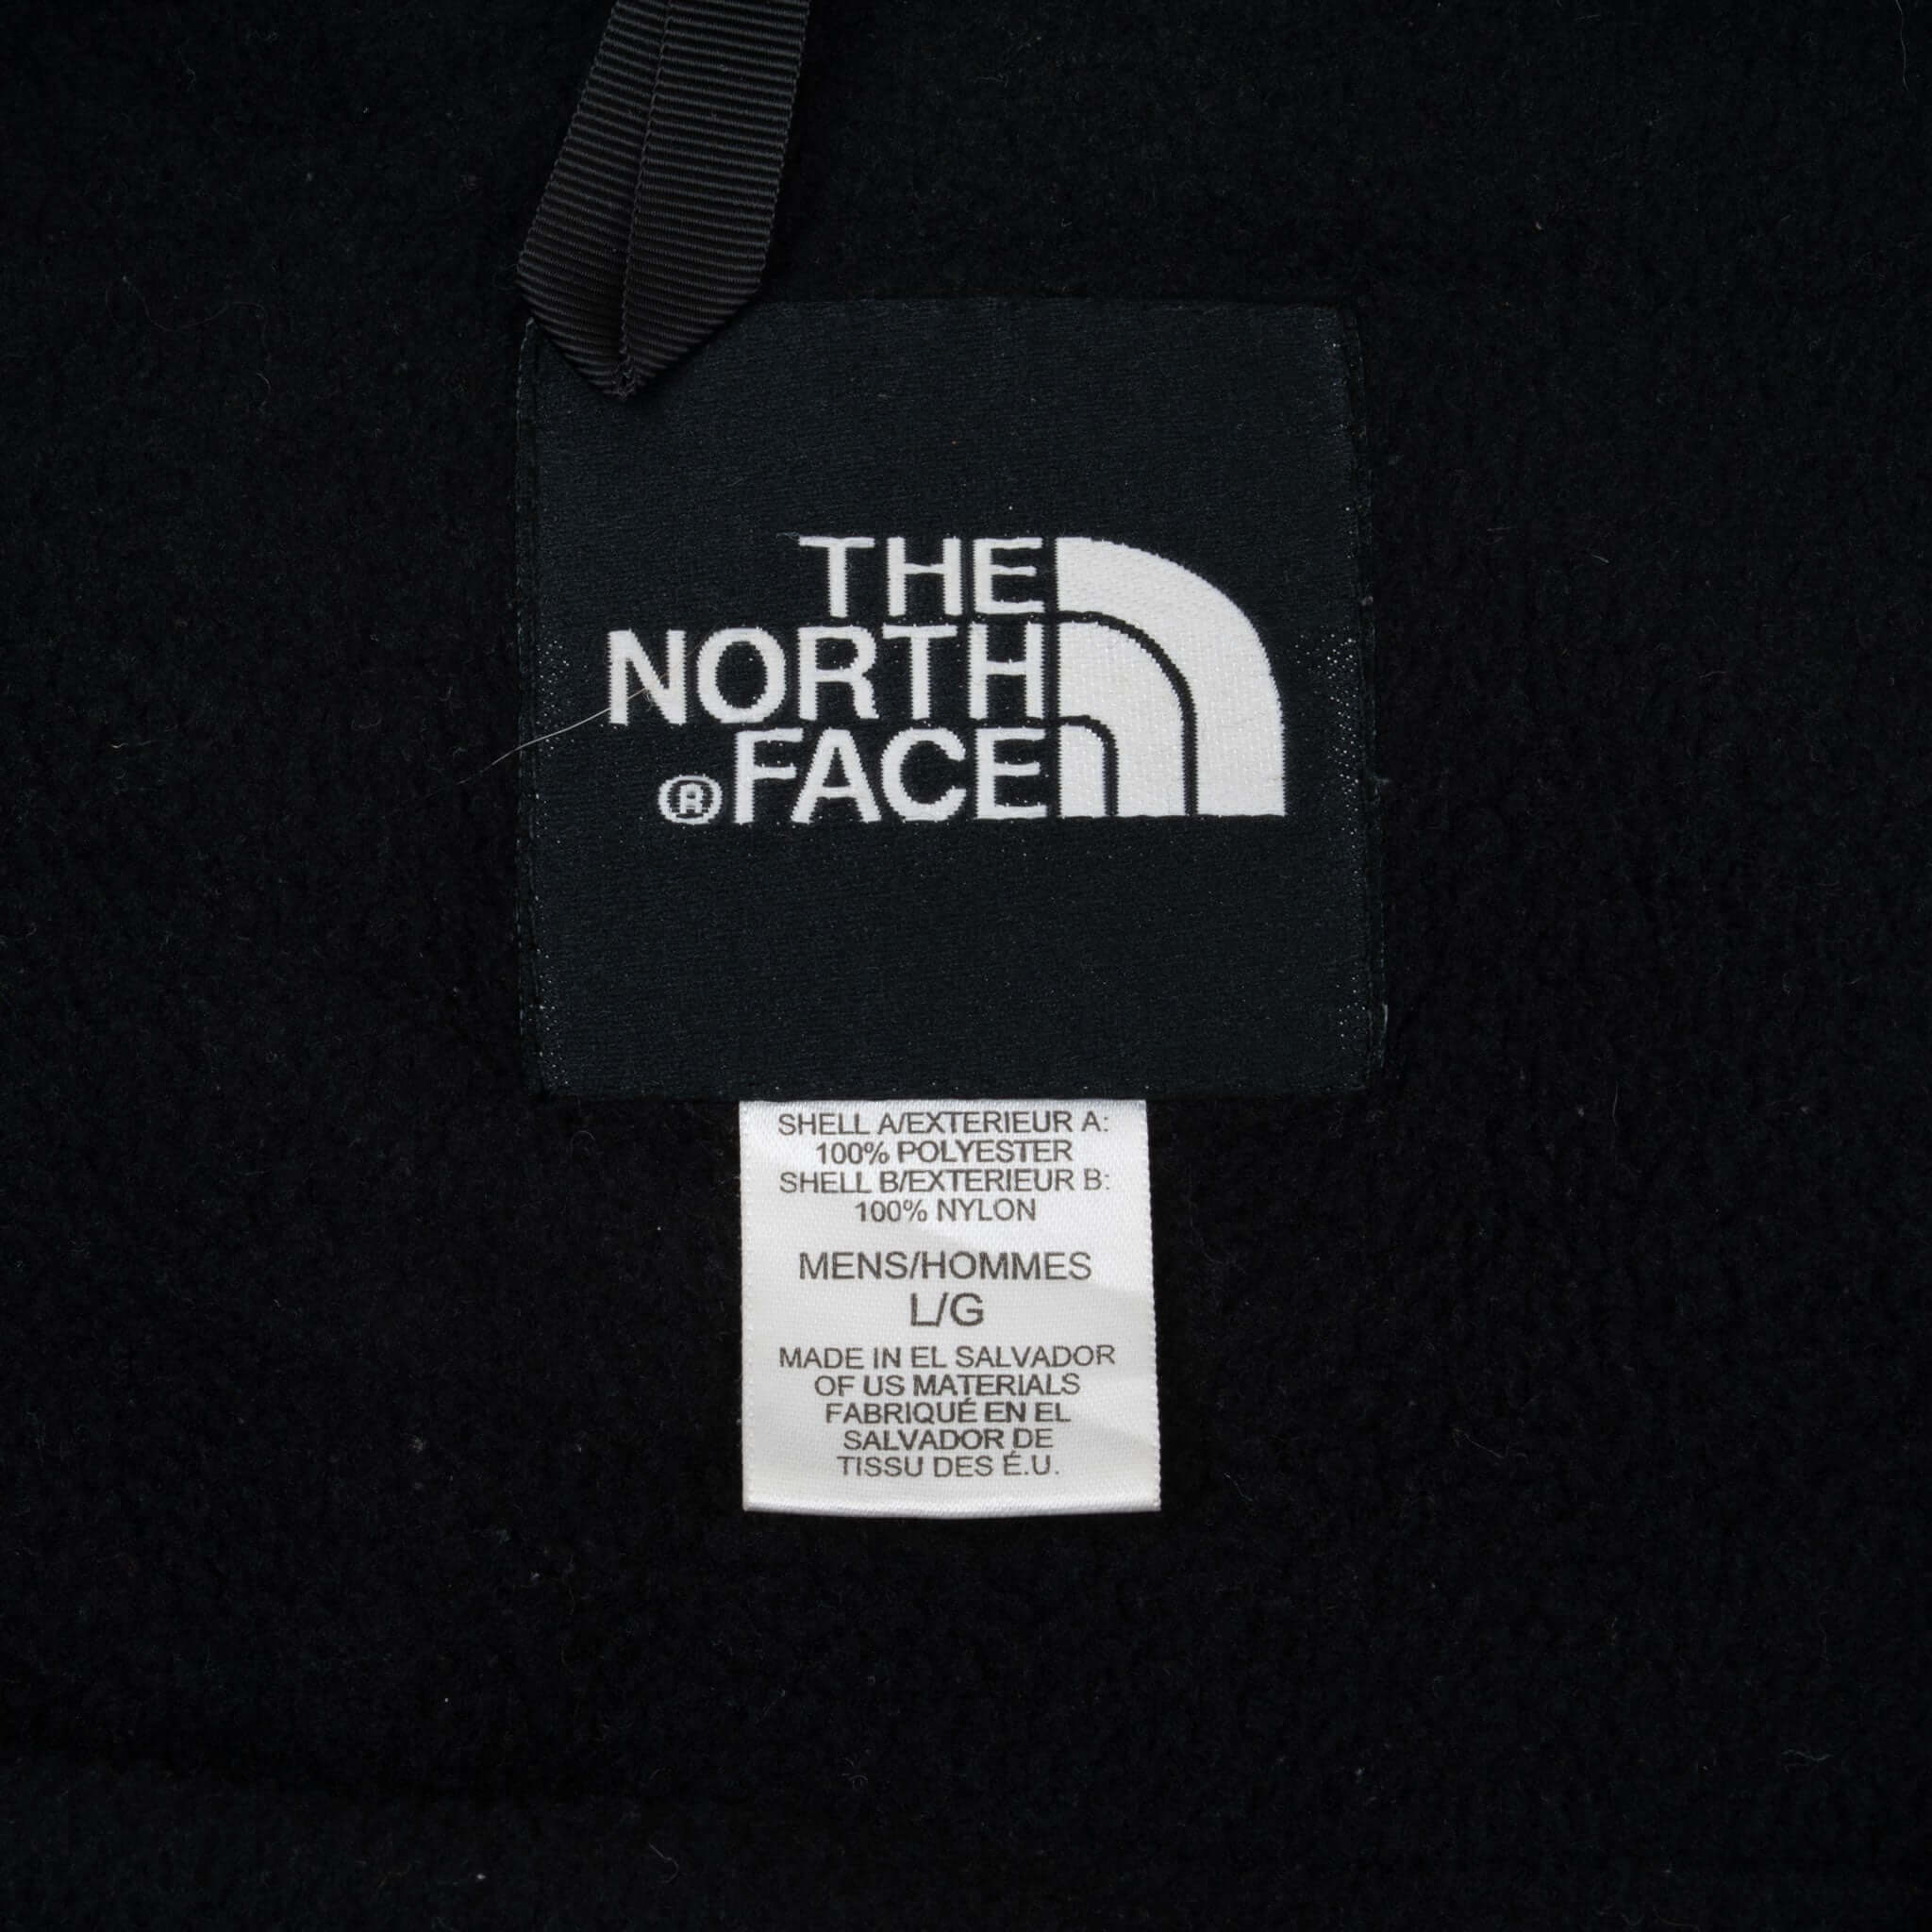 THE
NORTH
®FACE
SHELL A/EXTERIEUR A:
100% POLYESTER
SHELL B/EXTERIEUR B:
100% NYLON
MENS/HOMMES
L/G
MADE IN EL SALVADOR
OF US MATERIALS
FABRIQUÉ EN EL
SALVADOR DE
TISSU DES É.U.